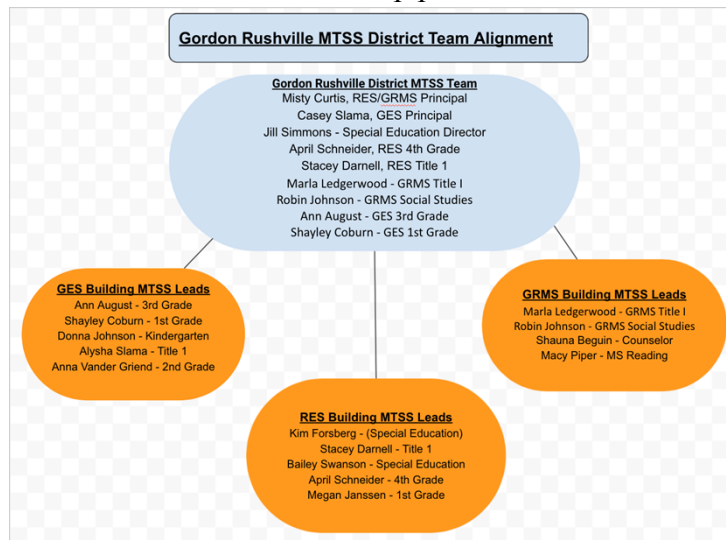 Gordon Rushville MTSS District Team Alignment
Gordon Rushville District MTSS Team
Misty Curtis, RES/GRMS Principal
Casey Slama, GES Principal
Jill Simmons - Special Education Director
April Schneider, RES 4th Grade
Stacey Darnell, RES Title 1
Marla Ledgerwood - GRMS Title I
Robin Johnson - GRMS Social Studies
Ann August - GES 3rd Grade
Shayley Coburn - GES 1st Grade
GES Building MTSS Leads
Ann August - 3rd Grade
Shayley Coburn - 1st Grade
Donna Johnson - Kindergarten
Alysha Slama - Title 1
Anna Vander Griend - 2nd Grade
GRMS Building MTSS Leads
Marla Ledgerwood - GRMS Title I
Robin Johnson - GRMS Social Studies
Shauna Beguin - Counselor
Macy Piper - MS Reading
RES Building MTSS Leads
Kim Forsberg - (Special Education)
Stacey Darnell - Title 1
Bailey Swanson - Special Education
April Schneider - 4th Grade
Megan Janssen - 1st Grade